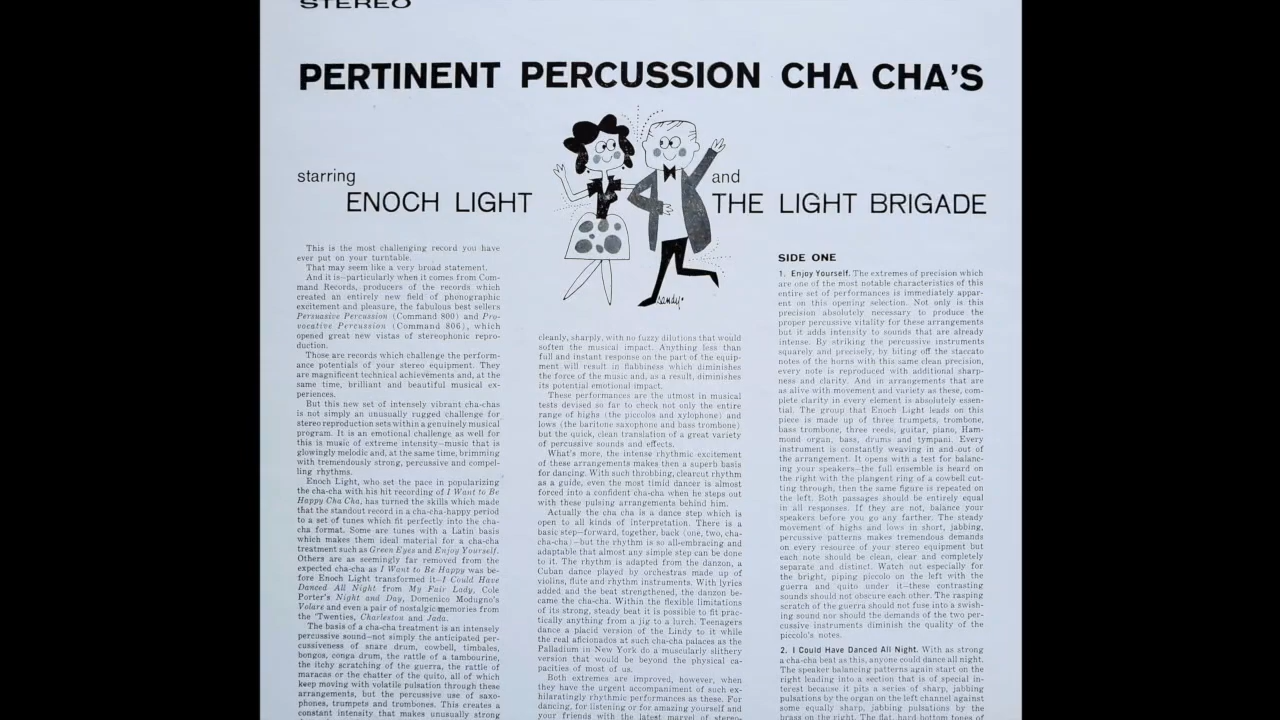 STEREO
PERTINENT PERCUSSION CHA CHA'S
starring
ENOCH LIGHT
and
THE LIGHT BRIGADE
Sandy
This is the most challenging record you have
ever put on your turntable.
That may seem like a very broad statement.
And it is—particularly when it comes from Com-
mand Records, producers of the records which
created an entirely new field of phonographic
excitement and pleasure, the fabulous best sellers
Persuasive Percussion (Command 800) and Pro-
vocative Percussion (Command 806), which
opened great new vistas of stereophonic repro-
duction.
Those are records which challenge the perform-
ance potentials of your stereo equipment. They
are magnificent technical achievements and, at the
same time, brilliant and beautiful musical ex-
periences.
But this new set of intensely vibrant cha-chas
is not simply an unusually rugged challenge for
stereo reproduction sets within a genuinely musical
program. It is an emotional challenge as well for
this is music of extreme intensity—music that is
glowingly melodic and, at the same time, brimming
with tremendously strong, percussive and compel-
ling rhythms.
Enoch Light, who set the pace in popularizing
the cha-cha with his hit recording of I Want to Be
Happy Cha Cha, has turned the skills which made
that the standout record in a cha-cha-happy period
to a set of tunes which fit perfectly into the cha-
cha format. Some are tunes with a Latin basis
which makes them ideal material for a cha-cha
treatment such as Green Eyes and Enjoy Yourself.
Others are as seemingly far removed from the
expected cha-cha as I Want to Be Happy was be-
fore Enoch Light transformed it—I Could Have
Danced All Night from My Fair Lady, Cole
Porter's Night and Day, Domenico Modugno's
Volare and even a pair of nostalgic memories from
the 'Twenties, Charleston and Jada.
The basis of a cha-cha treatment is an intensely
percussive sound—not simply the anticipated per-
cussiveness of snare drum, cowbell, timbales,
bongos, conga drum, the rattle of a tambourine,
the itchy scratching of the guerra, the rattle of
maracas or the chatter of the quito, all of which
keep moving with volatile pulsation through these
arrangements, but the percussive use of saxo-
phones, trumpets and trombones. This creates a
constant intensity that makes unusually strong
cleanly, sharply, with no fuzzy dilutions that would
soften the musical impact. Anything less than
full and instant response on the part of the equip-
ment will result in flabbiness which diminishes
the force of the music and, as a result, diminishes
its potential emotional impact.
These performances are the utmost in musical
tests devised so far to check not only the entire
range of highs (the piccolos and xylophone) and
lows (the baritone saxophone and bass trombone)
but the quick, clean translation of a great variety
of percussive sounds and effects.
What's more, the intense rhythmic excitement
of these arrangements makes then a superb basis
for dancing. With such throbbing, clearcut rhythm
as a guide, even the most timid dancer is almost
forced into a confident cha-cha when he steps out
with these pulsing arrangements behind him.
Actually the cha cha is a dance step which is
open to all kinds of interpretation. There is a
basic step—forward, together, back (one, two, cha-
cha-cha)—but the rhythm is so all-embracing and
adaptable that almost any simple step can be done
to it. The rhythm is adapted from the danzon, a
Cuban dance played by orchestras made up of
violins, flute and rhythm instruments. With lyrics
added and the beat strengthened, the danzon be-
came the cha-cha. Within the flexible limitations
of its strong, steady beat it is possible to fit prac-
tically anything from a jig to a lurch. Teenagers
dance a placid version of the Lindy to it while
the real aficionados at such cha-cha palaces as the
Palladium in New York do a muscularly slithery
version that would be beyond the physical ca-
pacities of most of us.
Both extremes are improved, however, when
they have the urgent accompaniment of such ex-
hilaratingly rhythmic performances as these. For
dancing, for listening or for amazing yourself and
your friends with the latest marvel of stereo-
SIDE ONE
1. Enjoy Yourself. The extremes of precision which
are one of the most notable characteristics of this
entire set of performances is immediately appar-
ent on this opening selection. Not only is this
precision absolutely necessary to produce the
proper percussive vitality for these arrangements
but it adds intensity to sounds that are already
intense. By striking the percussive instruments
squarely and precisely, by biting off the staccato
notes of the horns with this same clean precision,
every note is reproduced with additional sharp-
ness and clarity. And in arrangements that are
as alive with movement and variety as these, com-
plete clarity in every element is absolutely essen-
tial. The group that Enoch Light leads on this
piece is made up of three trumpets, trombone,
bass trombone, three reeds, guitar, piano, Ham-
mond organ, bass, drums and tympani. Every
instrument is constantly weaving in and-out of
the arrangement. It opens with a test for balanc-
ing your speakers—the full ensemble is heard on
the right with the plangent ring of a cowbell cut-
ting through, then the same figure is repeated on
the left. Both passages should be entirely equal
in all responses. If they are not, balance your
speakers before you go any farther. The steady
movement of highs and lows in short, jabbing,
percussive patterns makes tremendous demands
on every resource of your stereo equipment but
each note should be clean, clear and completely
separate and distinct. Watch out especially for
the bright, piping piccolo on the left with the
guerra and quito under it—these contrasting
sounds should not obscure each other. The rasping
scratch of the guerra should not fuse into a swish-
ing sound nor should the demands of the two per-
cussive instruments diminish the quality of the
piccolo's notes.
2. I Could Have Danced All Night. With as strong
a cha-cha beat as this, anyone could dance all night.
The speaker balancing patterns again start on the
right leading into a section that is of special in-
terest because it pits a series of sharp, jabbing
pulsations by the organ on the left channel against
some equally sharp, jabbing pulsations by the
brass on the right. The flat, hard bottom tones of